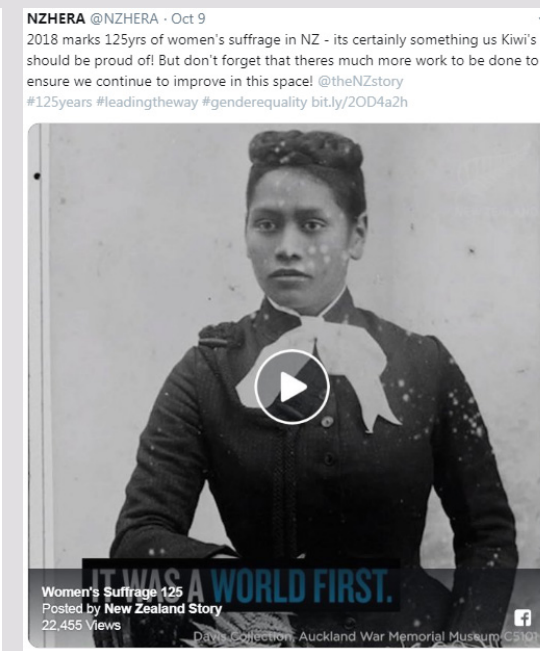 NZHERA @NZHERA · Oct 9
2018 marks 125yrs of women's suffrage in NZ - its certainly something us Kiwi's
should be proud of! But don't forget that theres much more work to be done to
ensure we continue to improve in this space! @theNZstory
#125years #leadingtheway #genderequality bit.ly/2OD4a2h
IT WAS A WORLD FIRST.
Women's Suffrage 125
Posted by New Zealand Story
22,455 Views
Davis Collection- Auckland War Memorial Museum C5101